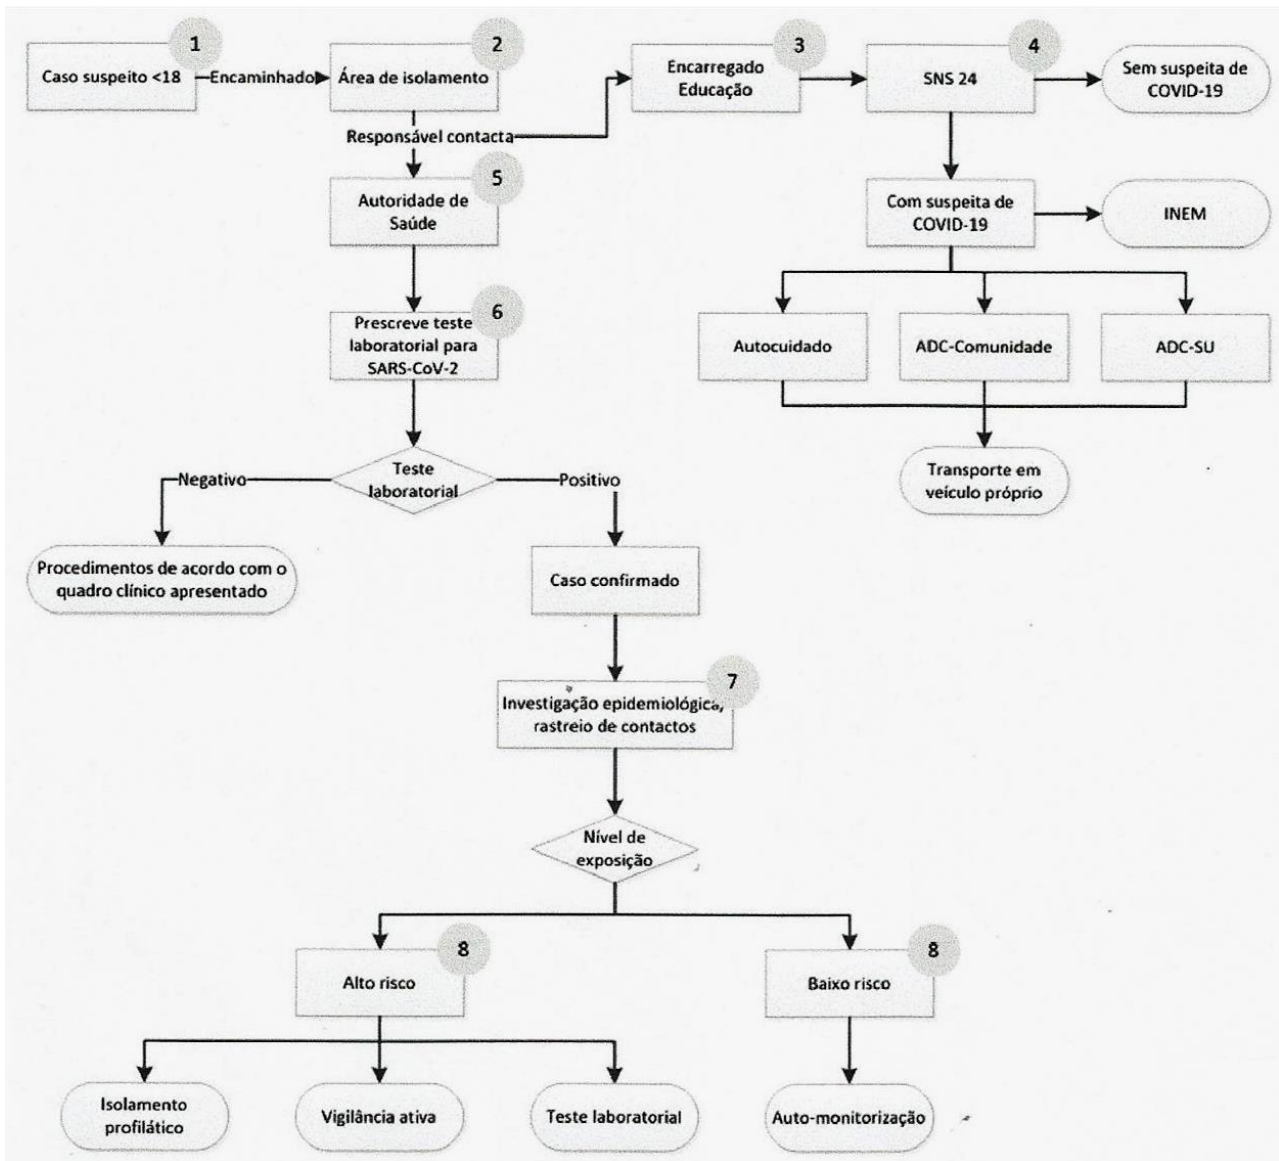 1
Caso suspeito <18
Encaminhado
2
Área de isolamento
Responsável contacta
3
Encarregado
Educação
4
SNS 24
Sem suspeita de
COVID-19
5
Autoridade de
Saúde
Com suspeita de
COVID-19
INEM
6
Prescreve teste
laboratorial para
SARS-CoV-2
Autocuidado
ADC-Comunidade
ADC-SU
Transporte em
veículo próprio
Teste
laboratorial
Negativo
Positivo
Procedimentos de acordo com o
quadro clínico apresentado
Caso confirmado
7
Investigação epidemiológica,
rastreio de contactos
Nível de
exposição
8
Alto risco
8
Baixo risco
Isolamento
profilático
Vigilância ativa
Teste laboratorial
Auto-monitorização